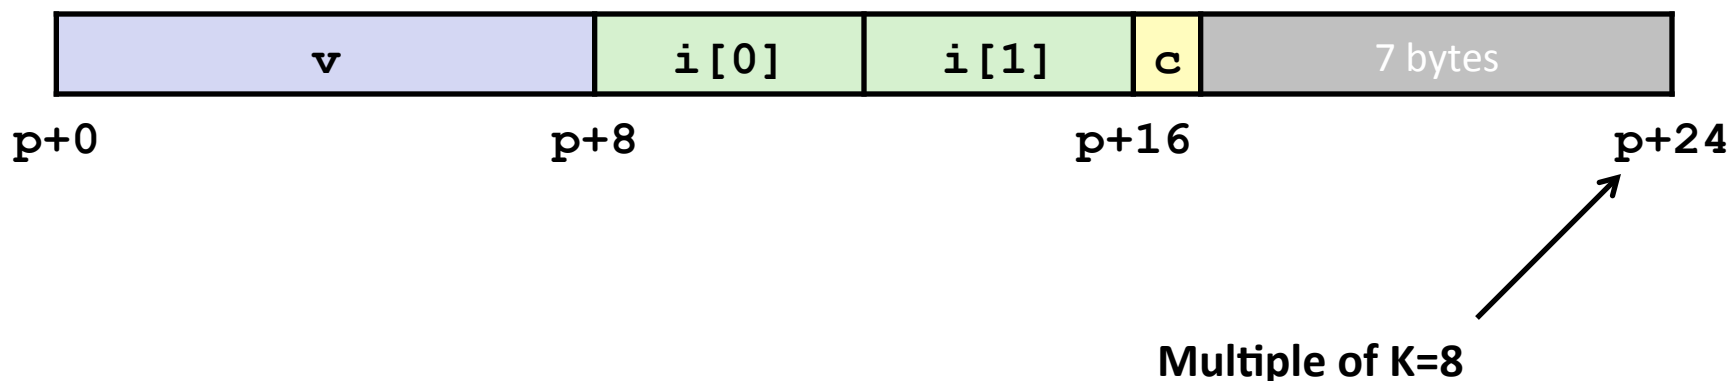 v i[0] i[1] c 7 bytes
p+0 p+8 p+16 p+24
Multiple of K=8